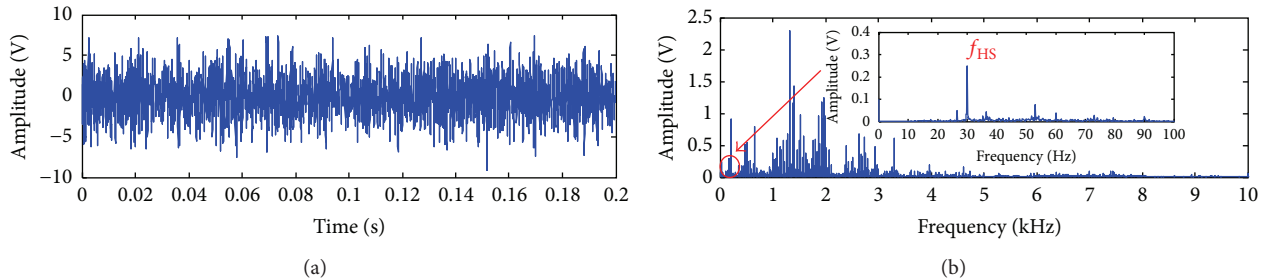 10
5
0
−5
−10
Amplitude (V)
0 0.02 0.04 0.06 0.08 0.1 0.12 0.14 0.16 0.18 0.2
Time (s)
(a)
2.5
2
1.5
1
0.5
0
Amplitude (V)
0 1 2 3 4 5 6 7 8 9 10
Frequency (kHz)
0.4
0.3
0.2
0.1
0
Amplitude (V)
f_HS
0 10 20 30 40 50 60 70 80 90 100
Frequency (Hz)
(b)